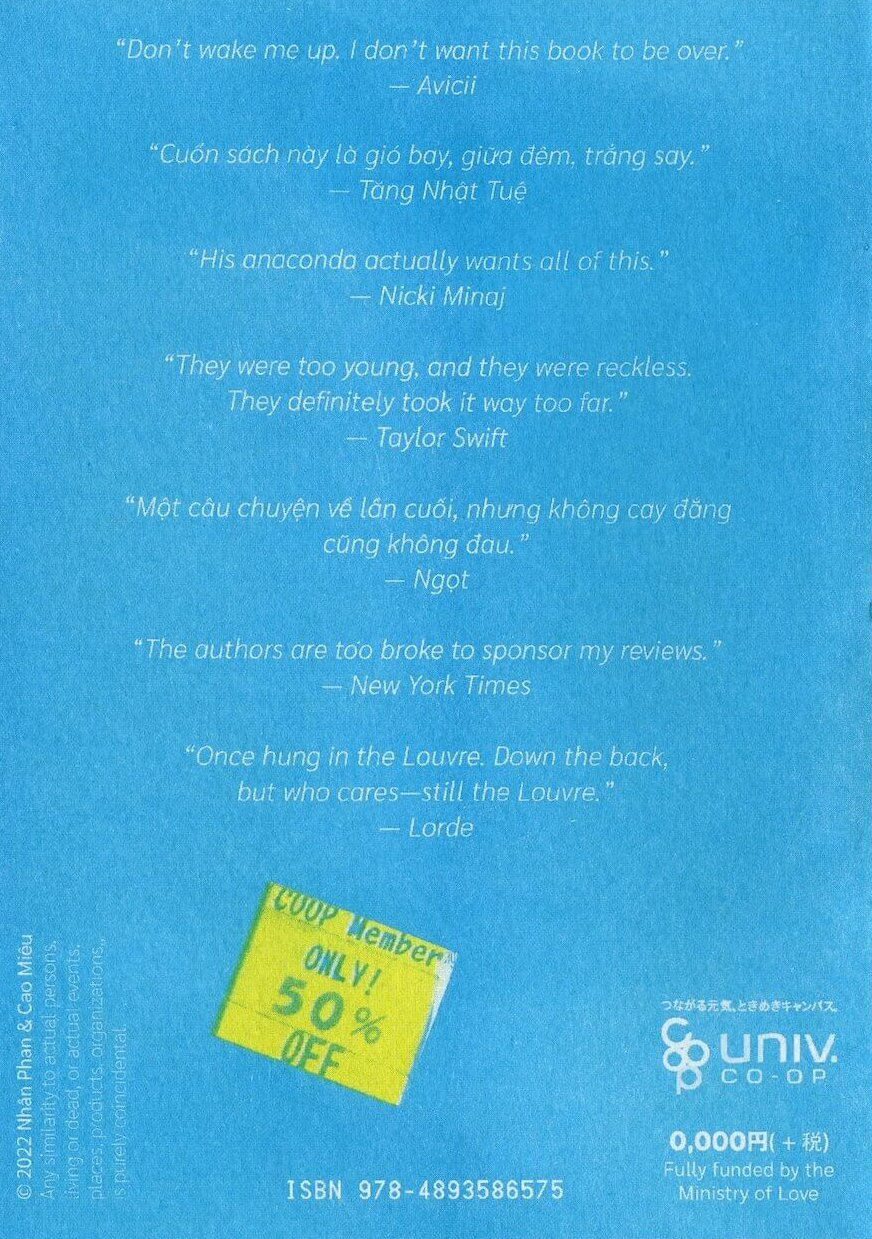 “Don’t wake me up. I don’t want this book to be over.”
— Avicii
“Cuốn sách này là gió bay, giữa đêm, trăng say.”
— Tăng Nhật Tuệ
“His anaconda actually wants all of this.”
— Nicki Minaj
“They were too young, and they were reckless.
They definitely took it way too far.”
— Taylor Swift
“Một câu chuyện về lần cuối, nhưng không cay đắng
cũng không đau.”
— Ngọt
“The authors are too broke to sponsor my reviews.”
— New York Times
“Once hung in the Louvre. Down the back,
but who cares—still the Louvre.”
— Lorde
COOP Member
ONLY!
50%
OFF
© 2022 Nhân Phan & Cao Miêu
Any similarity to actual persons,
living or dead, or actual events,
places, products, organizations,
is purely coincidental.
つながる元気、ときめきキャンパス。
univ.
CO-OP
0,000円( + 税)
Fully funded by the
Ministry of Love
ISBN 978-4893586575